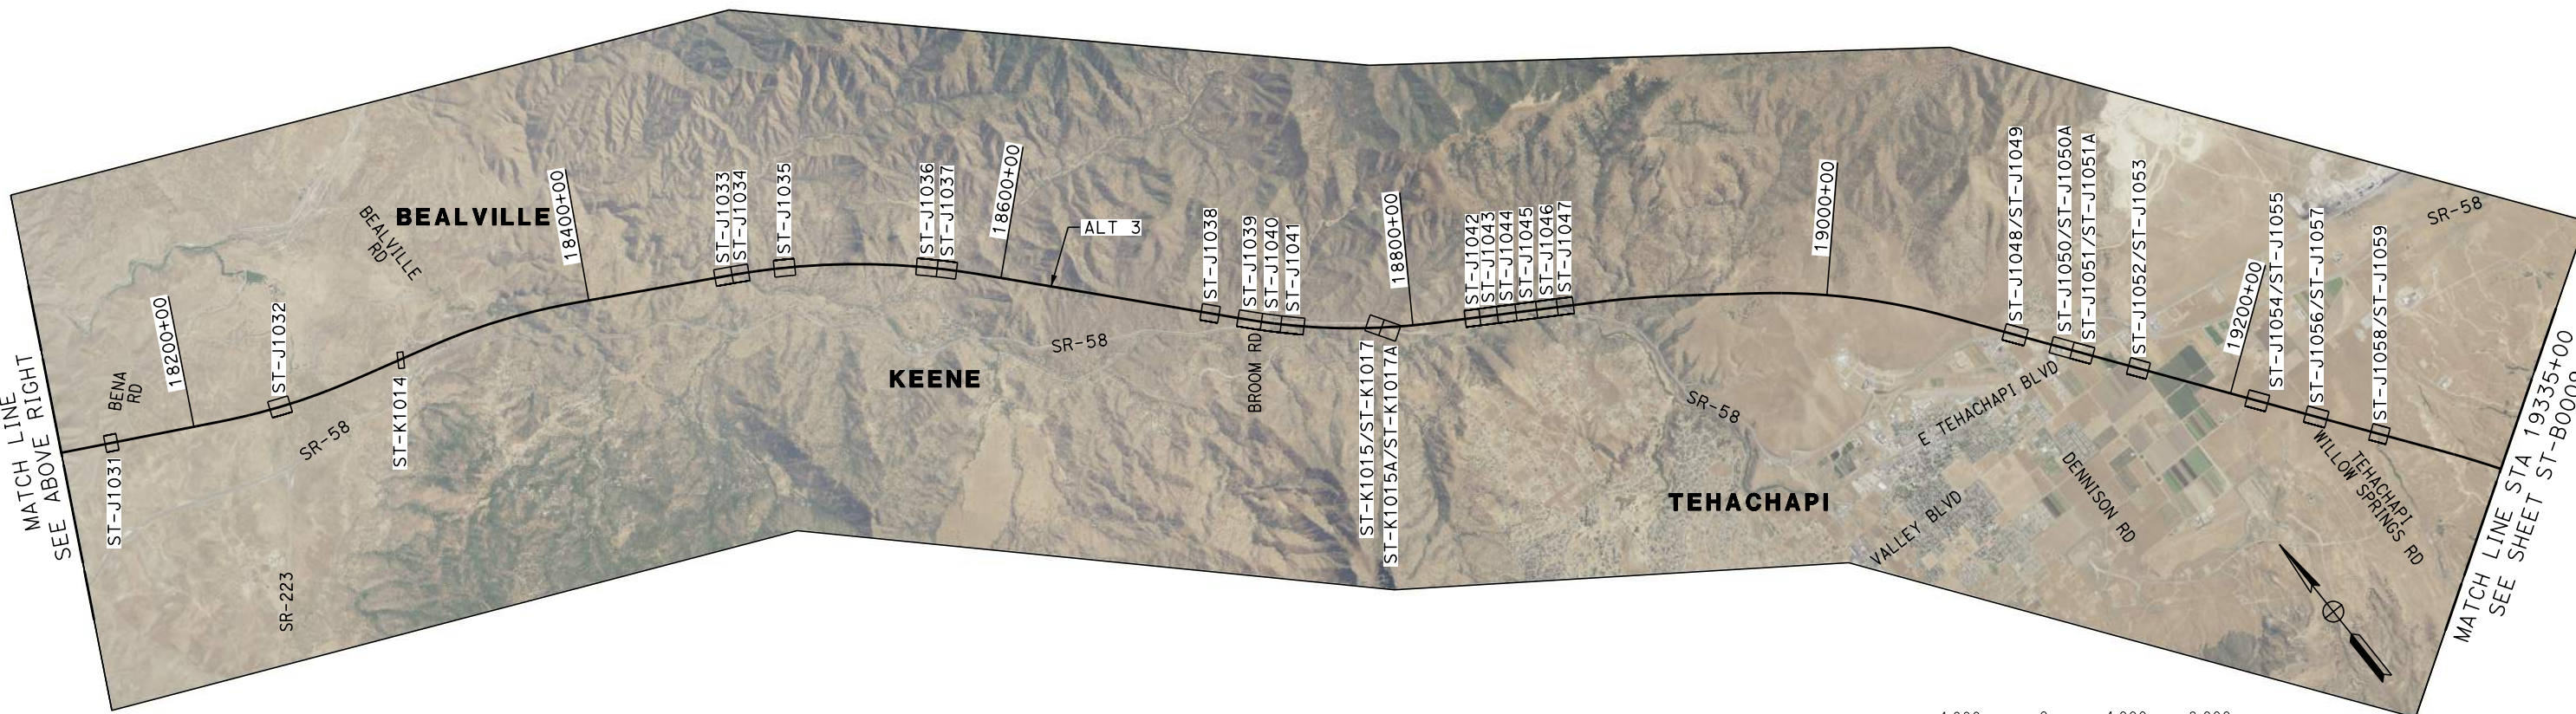 MATCH LINE
SEE ABOVE RIGHT
BENA
RD
ST-J1031
18200+00
ST-J1032
SR-223
SR-58
BEALVILLE
RD
BEALVILLE
ST-K1014
18400+00
ST-J1033
ST-J1034
ST-J1035
ST-J1036
ST-J1037
KEENE
18600+00
ALT 3
SR-58
ST-J1038
ST-J1039
ST-J1040
ST-J1041
BROOM RD
ST-K1015/ST-K1017
ST-K1015A/ST-K1017A
18800+00
ST-J1042
ST-J1043
ST-J1044
ST-J1045
ST-J1046
ST-J1047
SR-58
TEHACHAPI
19000+00
VALLEY BLVD
E TEHACHAPI BLVD
DENNISON RD
ST-J1048/ST-J1049
ST-J1050/ST-J1050A
ST-J1051/ST-J1051A
ST-J1052/ST-J1053
19200+00
ST-J1054/ST-J1055
ST-J1056/ST-J1057
ST-J1058/ST-J1059
TEHACHAPI
WILLOW SPRINGS RD
SR-58
MATCH LINE STA 19335+00